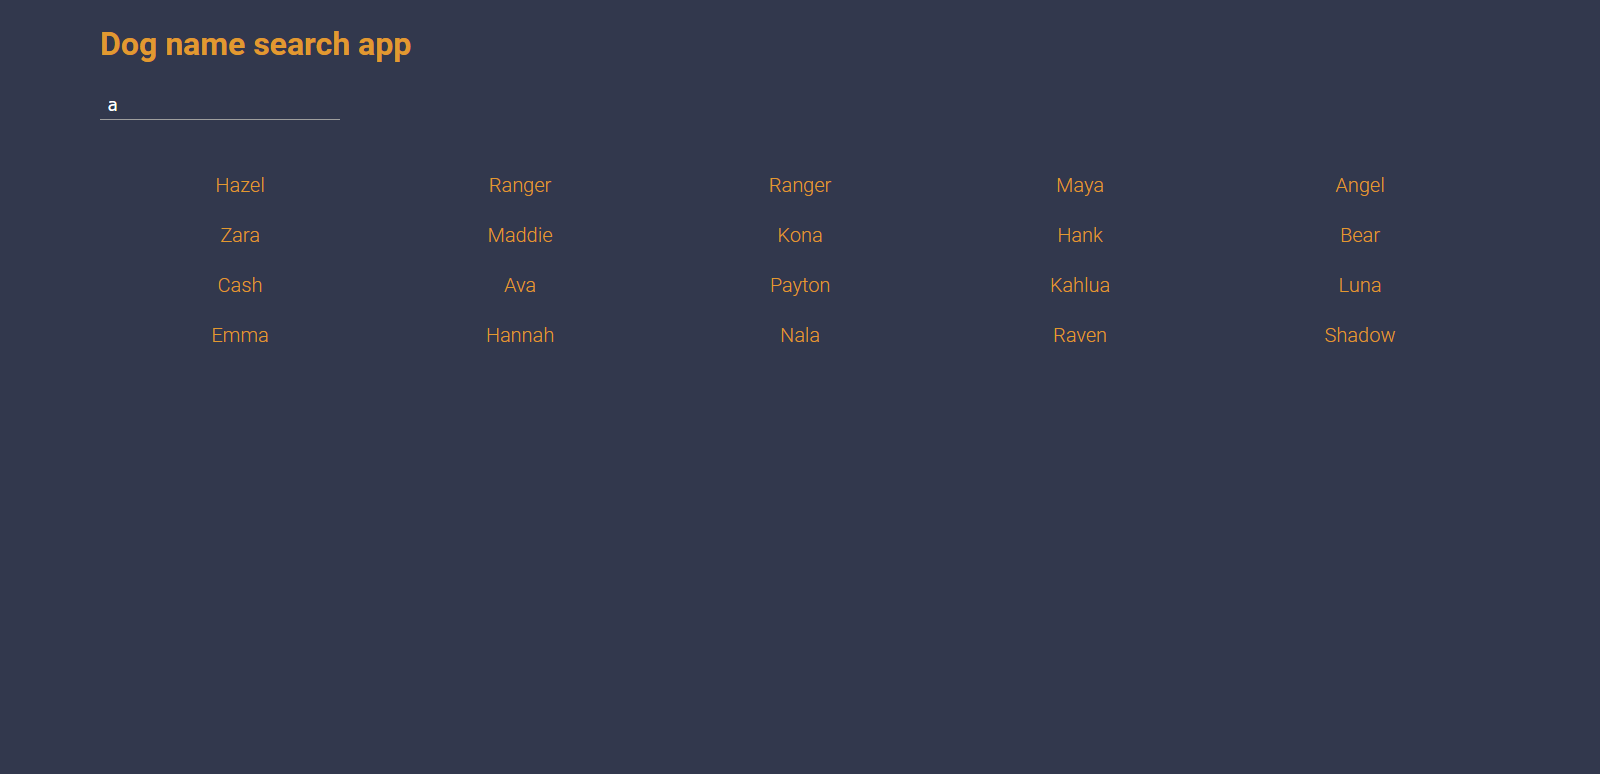 Dog name search app
a
Hazel Ranger Ranger Maya Angel
Zara Maddie Kona Hank Bear
Cash Ava Payton Kahlua Luna
Emma Hannah Nala Raven Shadow